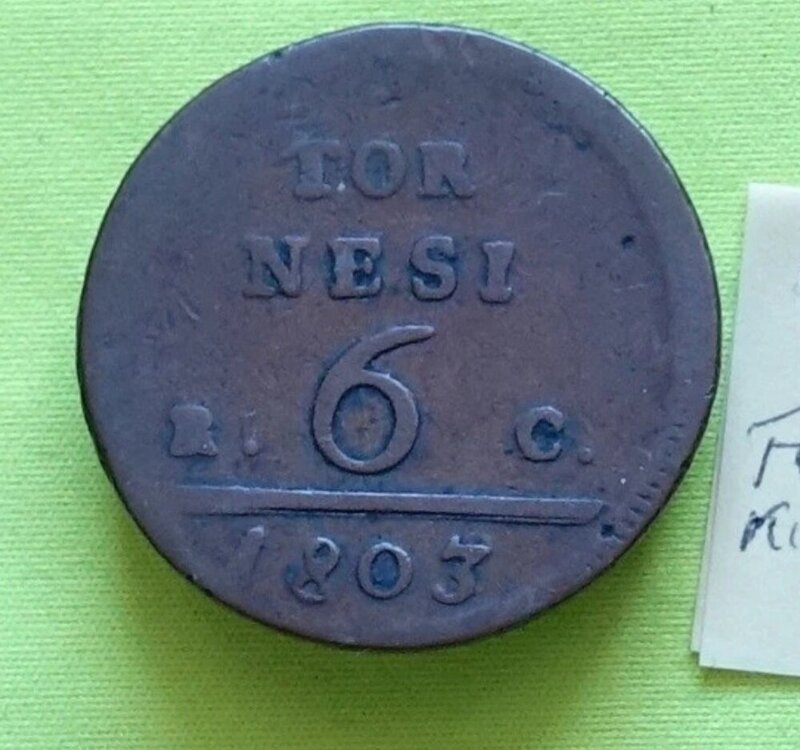 TOR
NESI
R. 6 C.
1803